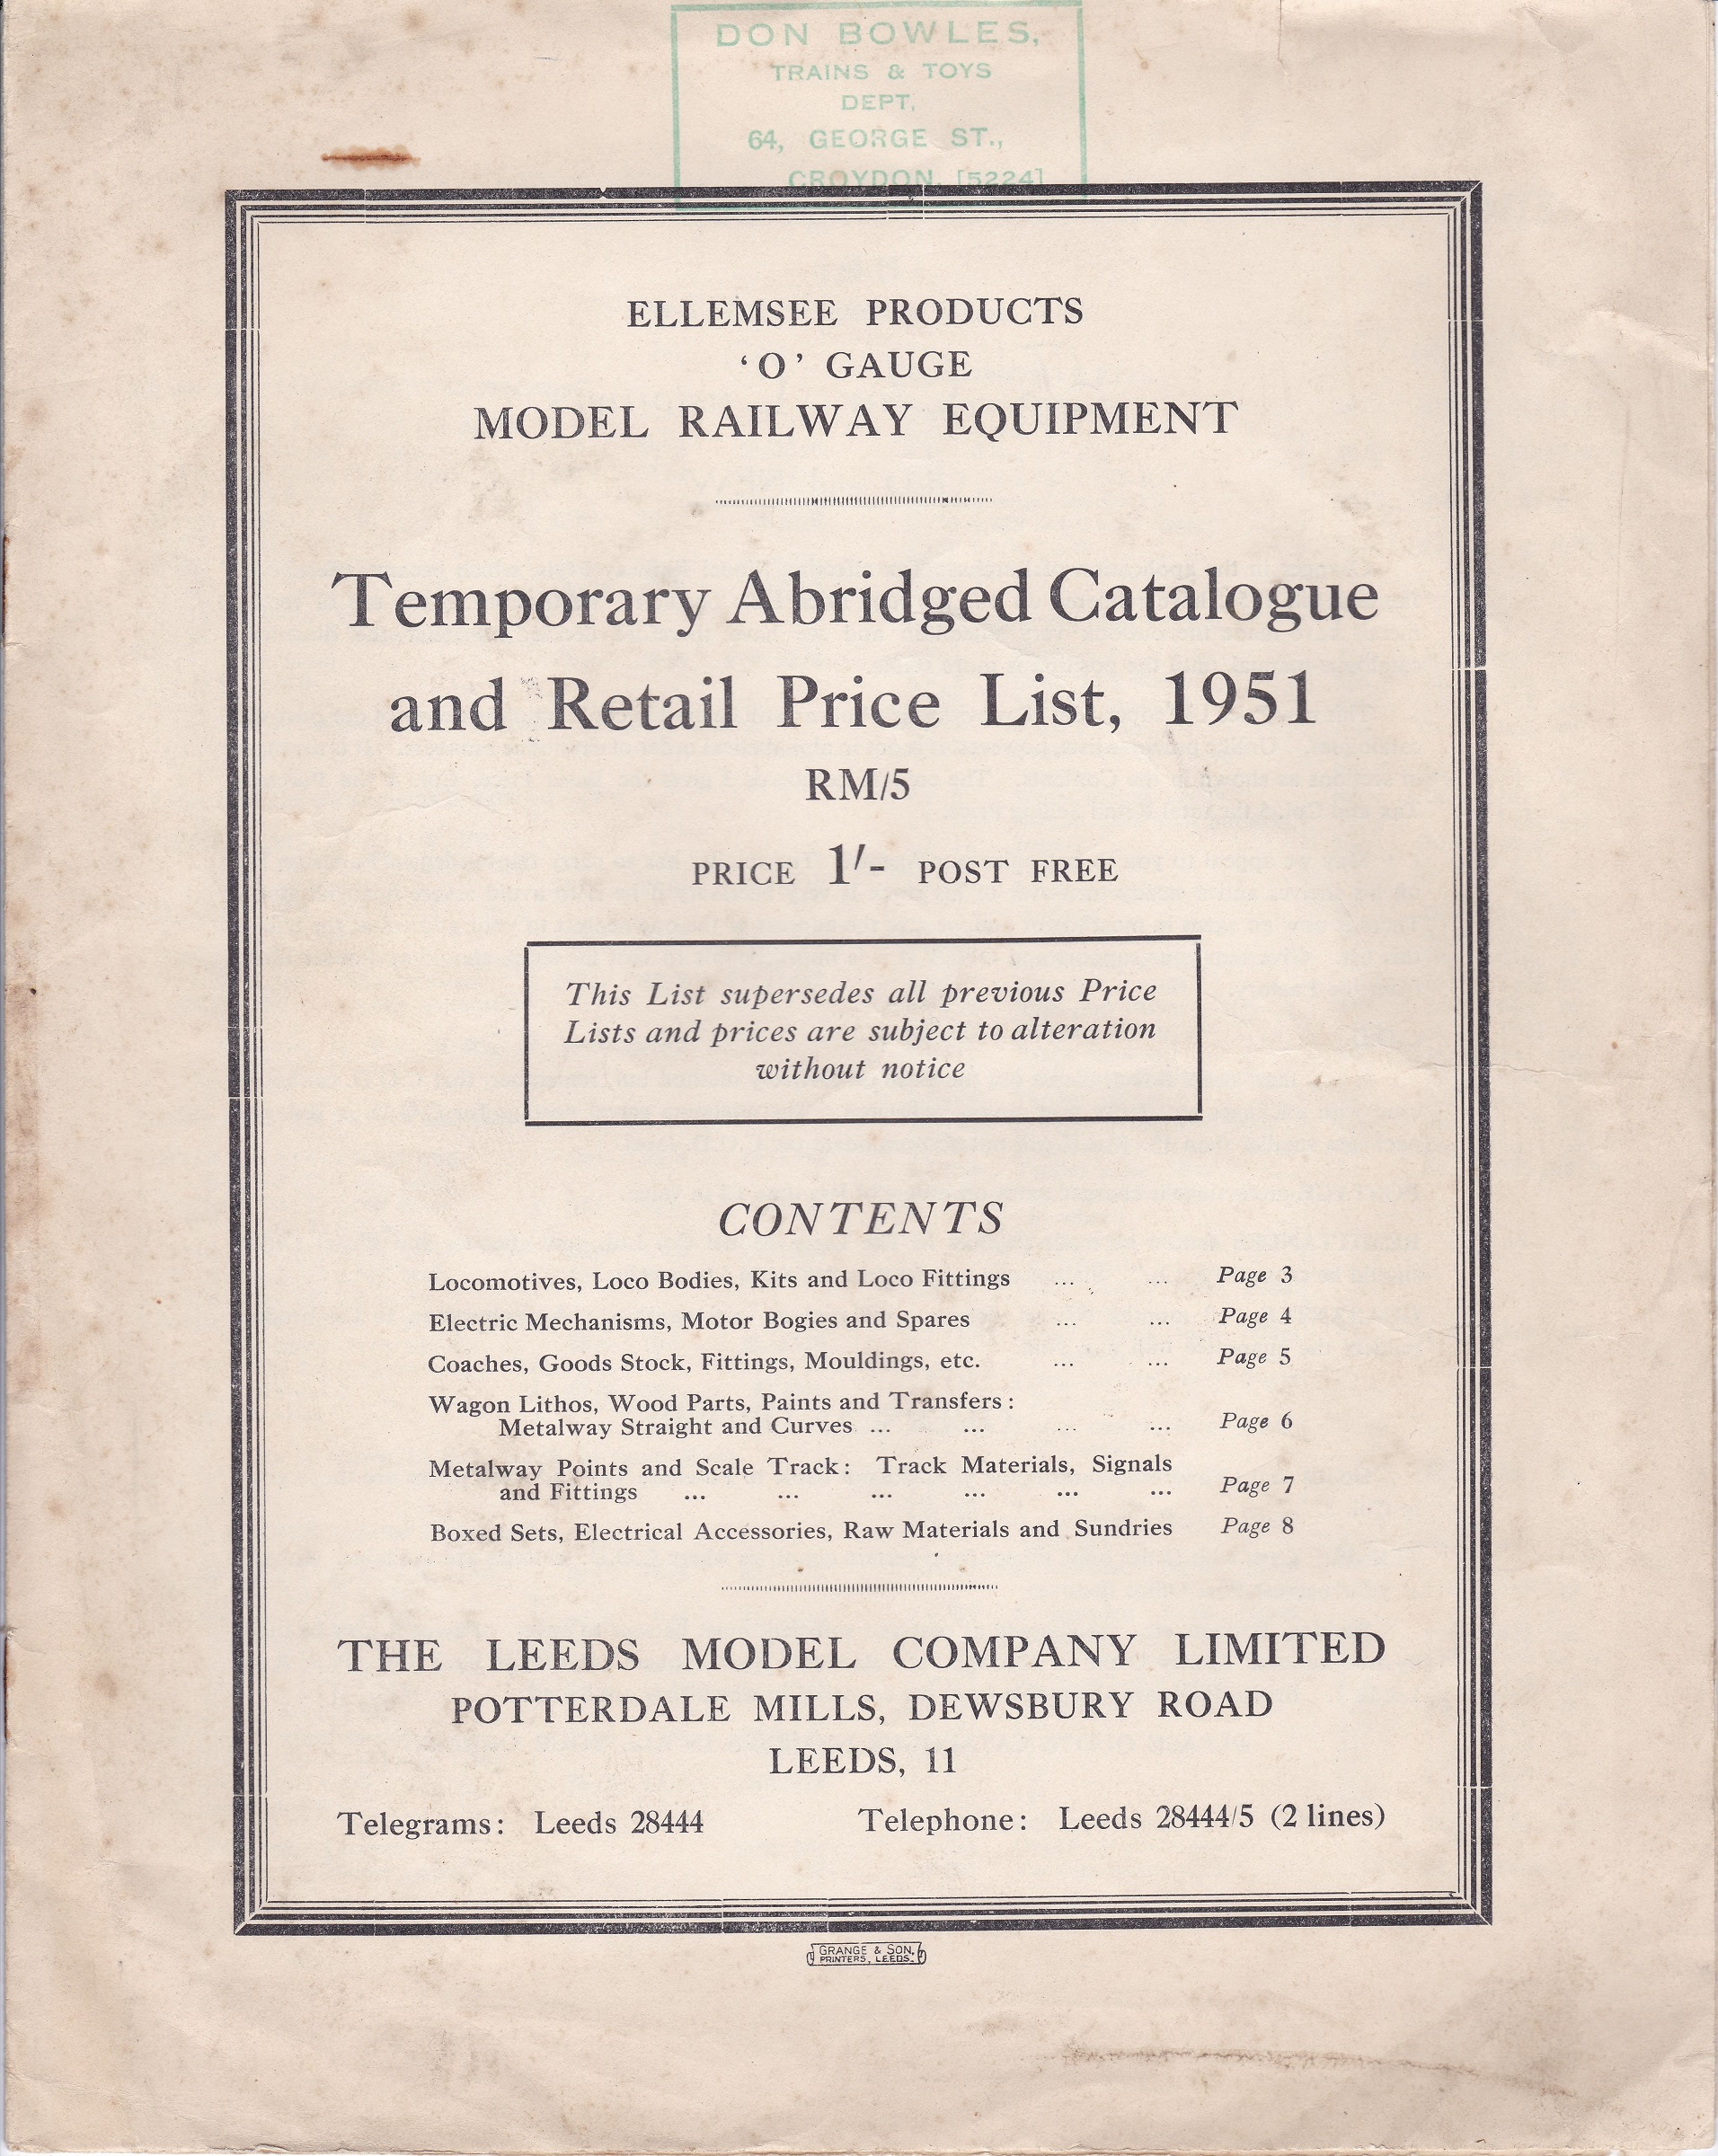 DON BOWLES,
TRAINS & TOYS
DEPT,
64, GEORGE ST.,
CROYDON. [5224]
ELLEMSEE PRODUCTS
‘O’ GAUGE
MODEL RAILWAY EQUIPMENT
Temporary Abridged Catalogue
and Retail Price List, 1951
RM/5
PRICE 1/- POST FREE
This List supersedes all previous Price
Lists and prices are subject to alteration
without notice
CONTENTS
Locomotives, Loco Bodies, Kits and Loco Fittings ... ... Page 3
Electric Mechanisms, Motor Bogies and Spares ... ... Page 4
Coaches, Goods Stock, Fittings, Mouldings, etc. ... ... Page 5
Wagon Lithos, Wood Parts, Paints and Transfers:
Metalway Straight and Curves ... ... ... ... Page 6
Metalway Points and Scale Track: Track Materials, Signals
and Fittings ... ... ... ... ... ... Page 7
Boxed Sets, Electrical Accessories, Raw Materials and Sundries Page 8
THE LEEDS MODEL COMPANY LIMITED
POTTERDALE MILLS, DEWSBURY ROAD
LEEDS, 11
Telegrams: Leeds 28444 Telephone: Leeds 28444/5 (2 lines)
GRANGE & SON,
PRINTERS, LEEDS.